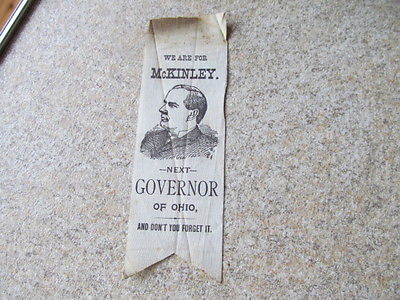 WE ARE FOR
MCKINLEY.
—NEXT—
GOVERNOR
OF OHIO,
AND DON'T YOU FORGET IT.